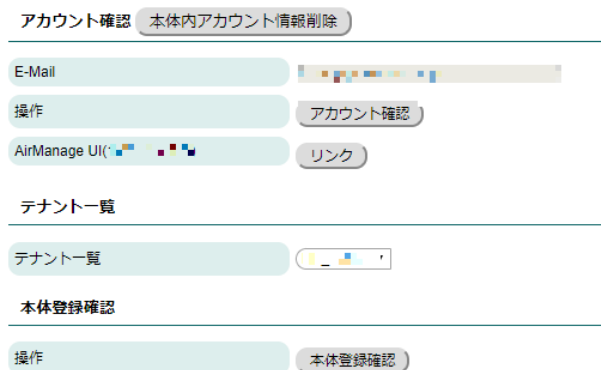 アカウント確認 本体内アカウント情報削除
E-Mail
操作 アカウント確認
AirManage UI( リンク
テナント一覧
テナント一覧
本体登録確認
操作 本体登録確認